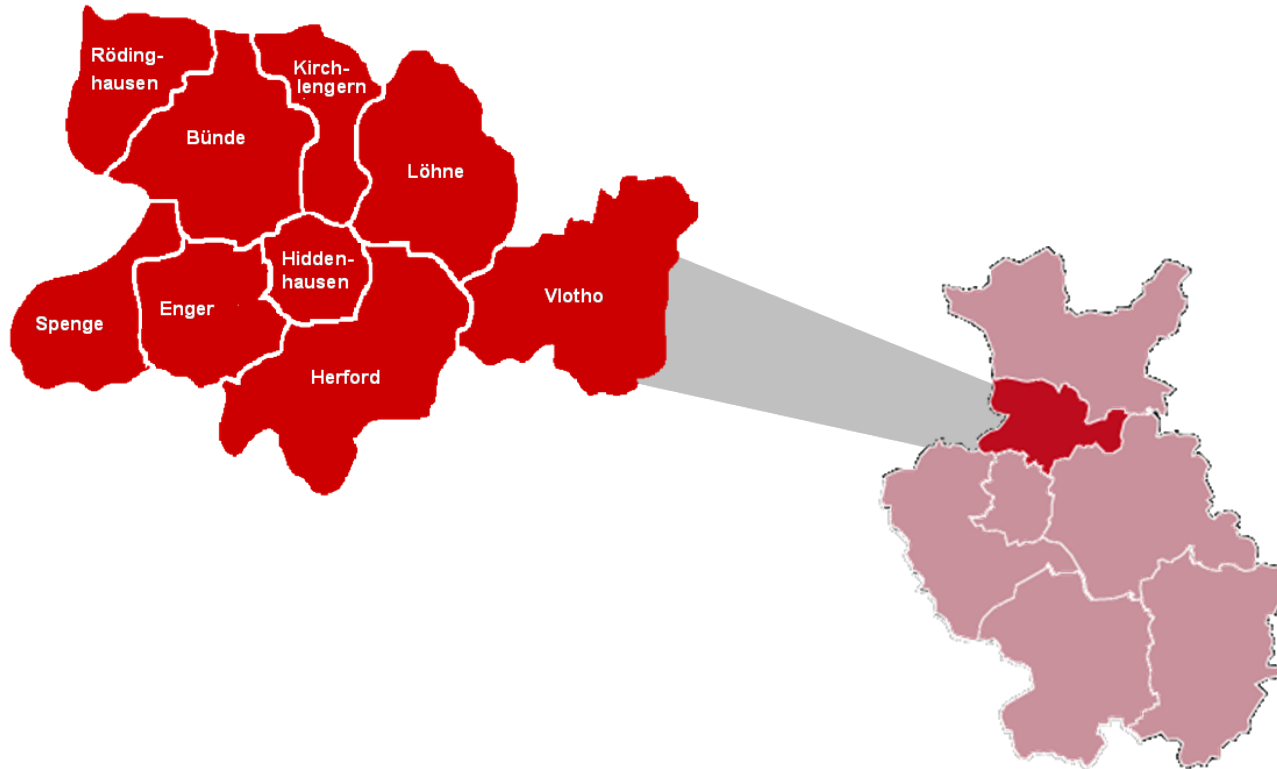 Röding-
hausen
Kirch-
lengern
Bünde
Löhne
Hidden-
hausen
Vlotho
Enger
Spenge
Herford